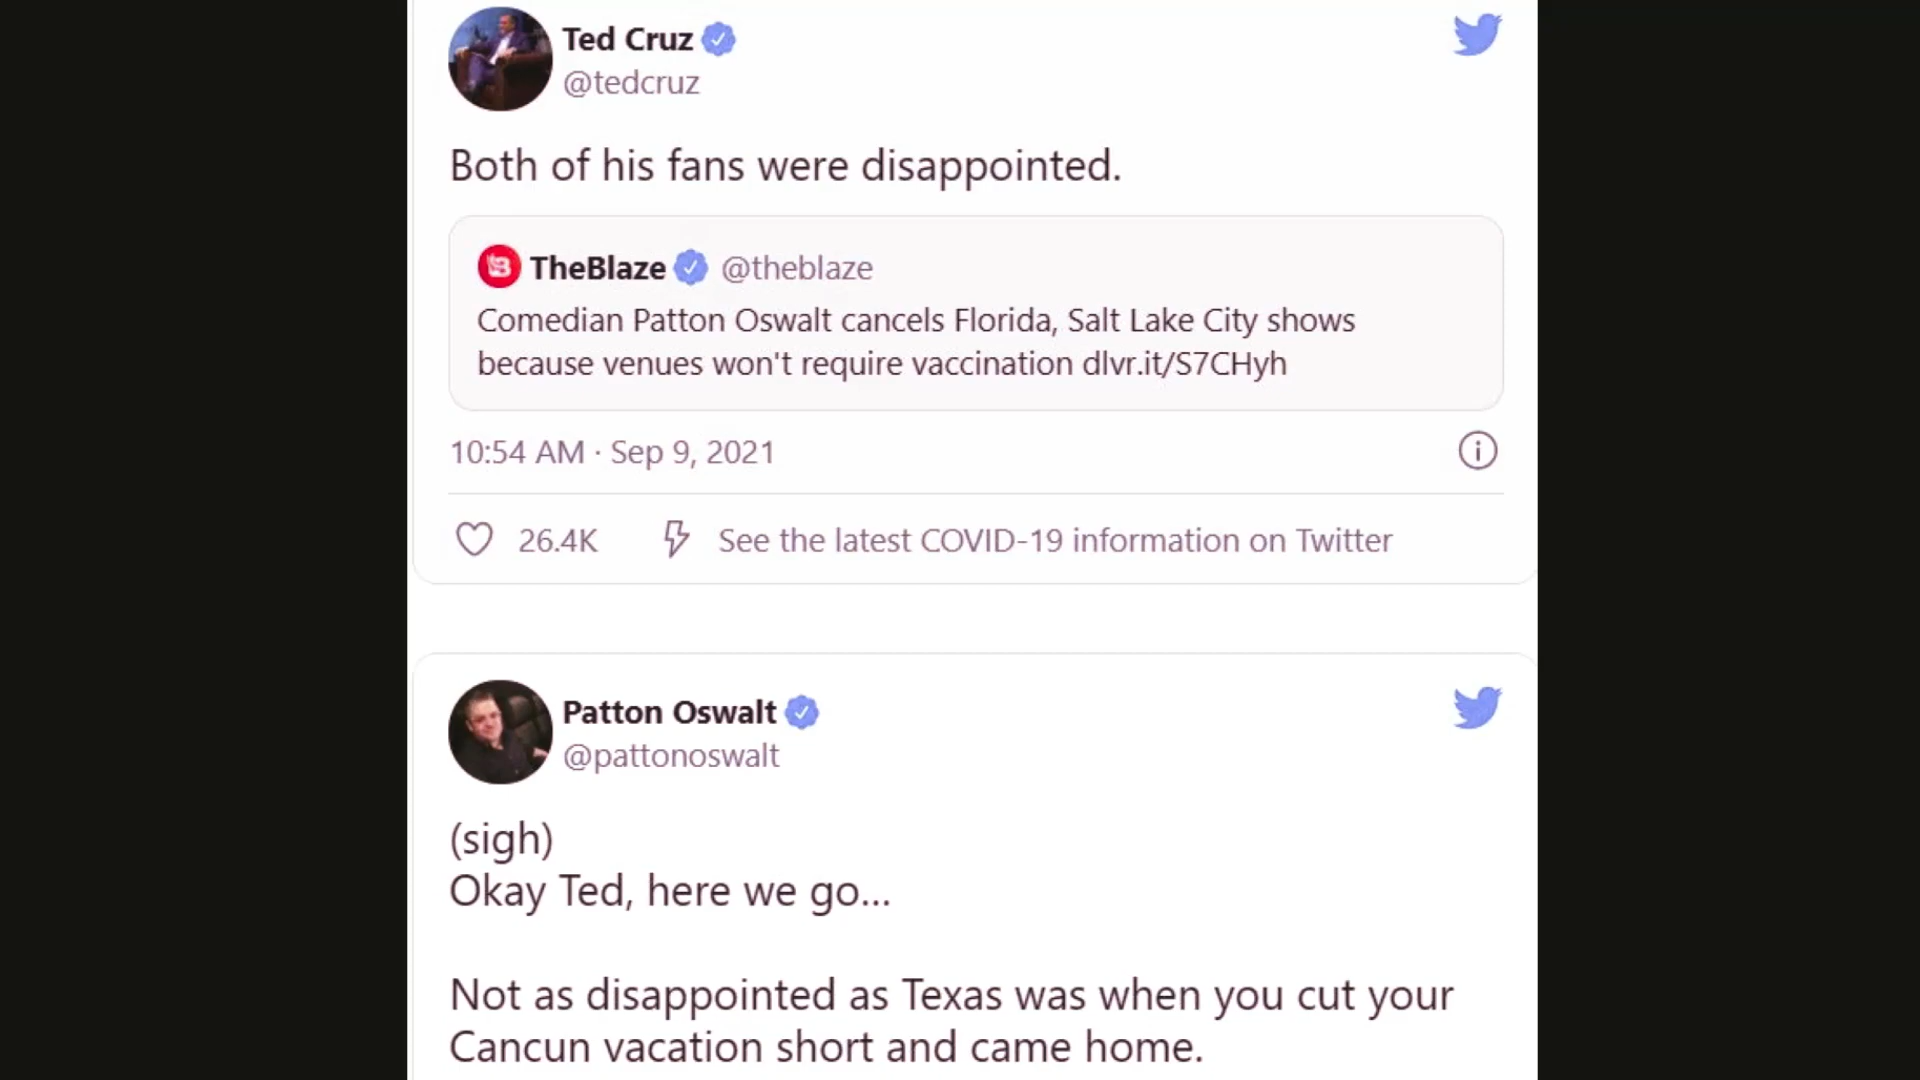 Ted Cruz
@tedcruz
Both of his fans were disappointed.
TheBlaze @theblaze
Comedian Patton Oswalt cancels Florida, Salt Lake City shows
because venues won't require vaccination dlvr.it/S7CHyh
10:54 AM · Sep 9, 2021
26.4K See the latest COVID-19 information on Twitter
Patton Oswalt
@pattonoswalt
(sigh)
Okay Ted, here we go...
Not as disappointed as Texas was when you cut your
Cancun vacation short and came home.